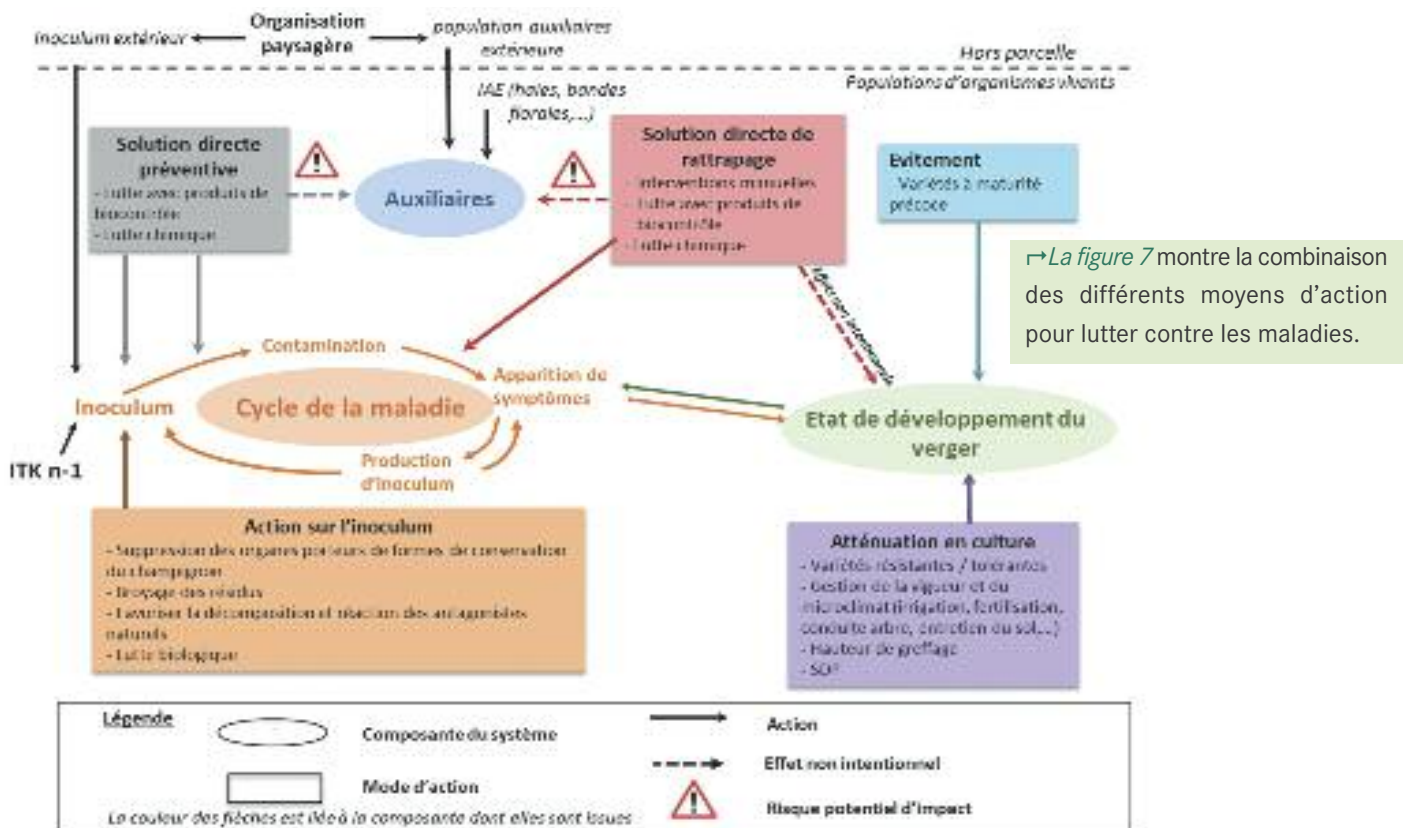 Organisation
paysagère
Inoculum extérieur
population auxiliaires
extérieure
Hors parcelle
Populations d'organismes vivants
IAE (haies, bandes
florales,...)
Solution directe
préventive
- Lutte avec produits de
biocontrôle
- Lutte chimique
Auxiliaires
Solution directe de
rattrapage
- Interventions manuelles
- Lutte avec produits de
biocontrôle
- Lutte chimique
Evitement
- Variétés à maturité
précoce
La figure 7 montre la combinaison
des différents moyens d'action
pour lutter contre les maladies.
Effet non intentionnel
Contamination
Apparition de
symptômes
Inoculum
Cycle de la maladie
Etat de développement du
verger
Production
d'inoculum
ITK n-1
Action sur l'inoculum
- Suppression des organes porteurs de formes de conservation
du champignon
- Broyage des résidus
- Favoriser la décomposition et réaction des antagonistes
naturels
- Lutte biologique
Atténuation en culture
- Variétés résistantes / tolérantes
- Gestion de la vigueur et du
microclimat (irrigation, fertilisation,
conduite arbre, entretien du sol,...)
- Hauteur de greffage
Légende
Composante du système
Action
Effet non intentionnel
Mode d'action
Risque potentiel d'impact
La couleur des flèches est liée à la composante dont elles sont issues